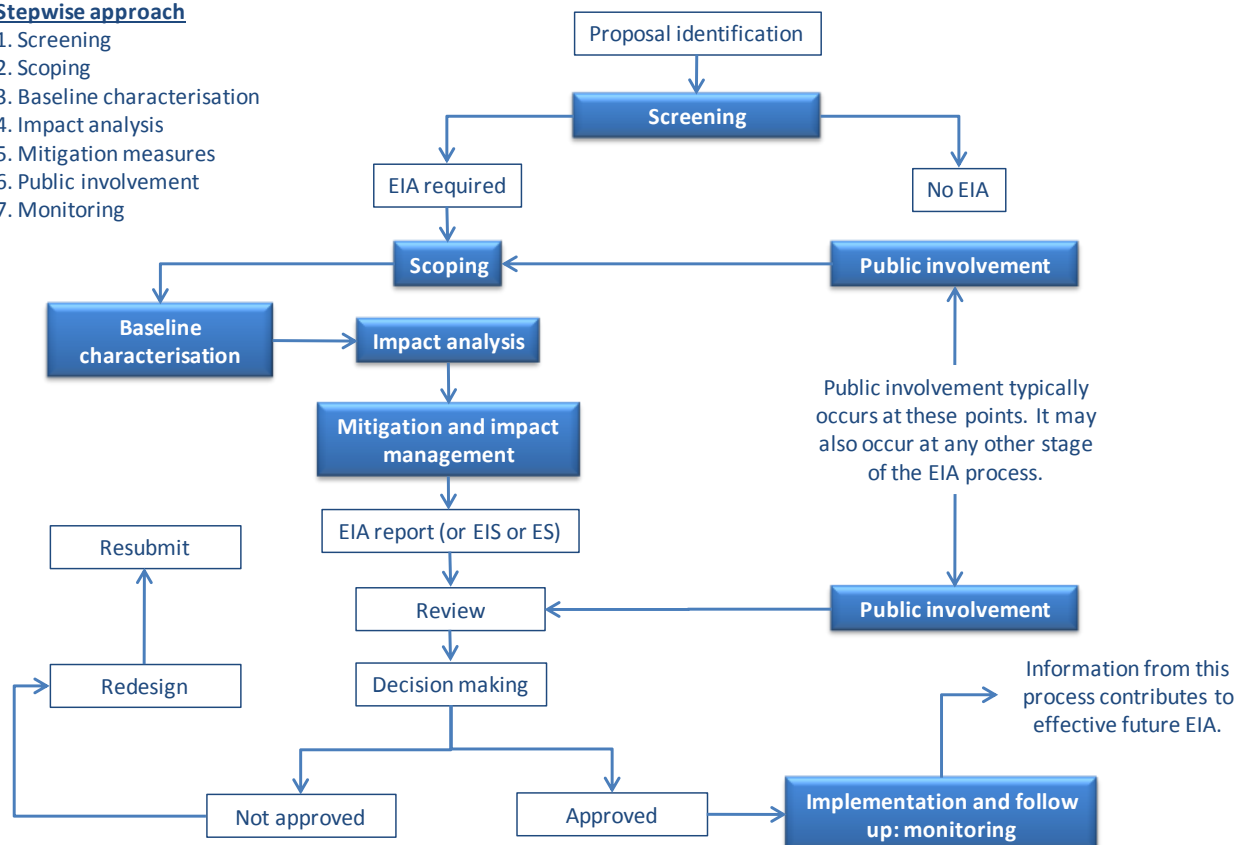 Stepwise approach
1. Screening
2. Scoping
3. Baseline characterisation
4. Impact analysis
5. Mitigation measures
6. Public involvement
7. Monitoring
Proposal identification
Screening
EIA required
No EIA
Scoping
Public involvement
Baseline
characterisation
Impact analysis
Mitigation and impact
management
Public involvement typically
occurs at these points. It may
also occur at any other stage
of the EIA process.
EIA report (or EIS or ES)
Resubmit
Review
Public involvement
Redesign
Decision making
Information from this
process contributes to
effective future EIA.
Not approved
Approved
Implementation and follow
up: monitoring